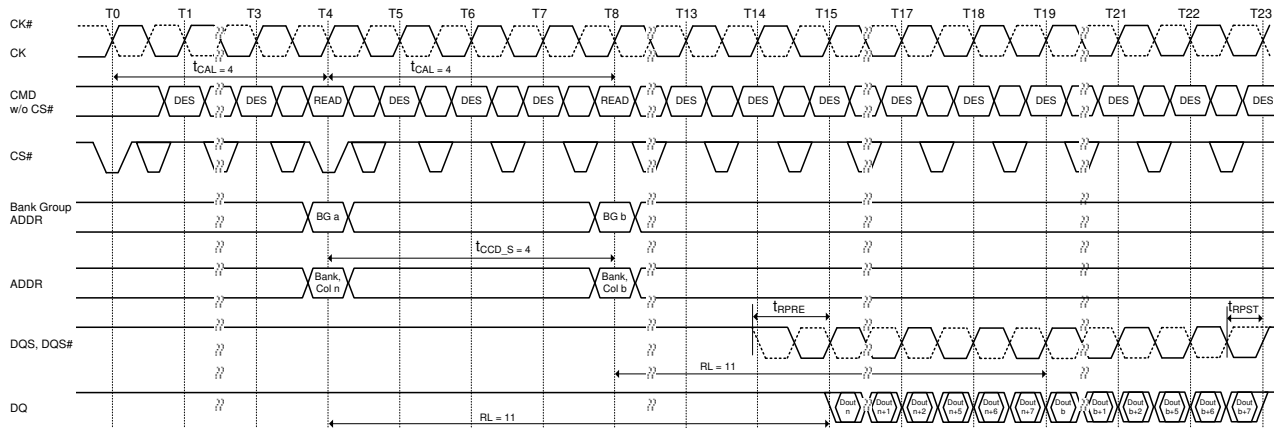 T0 T1 T3 T4 T5 T6 T7 T8 T13 T14 T15 T17 T18 T19 T21 T22 T23
CK#
CK
tCAL = 4 tCAL = 4
CMD
w/o CS#
DES DES READ DES DES DES READ DES DES DES DES DES DES DES DES DES
CS#
Bank Group
ADDR
BG a BG b
tCCD_S = 4
ADDR
Bank, Col n
Bank, Col b
tRPRE tRPST
DQS, DQS#
RL = 11
DQ
RL = 11
Dout n
Dout n+1
Dout n+2
Dout n+5
Dout n+6
Dout n+7
Dout b
Dout b+1
Dout b+2
Dout b+5
Dout b+6
Dout b+7